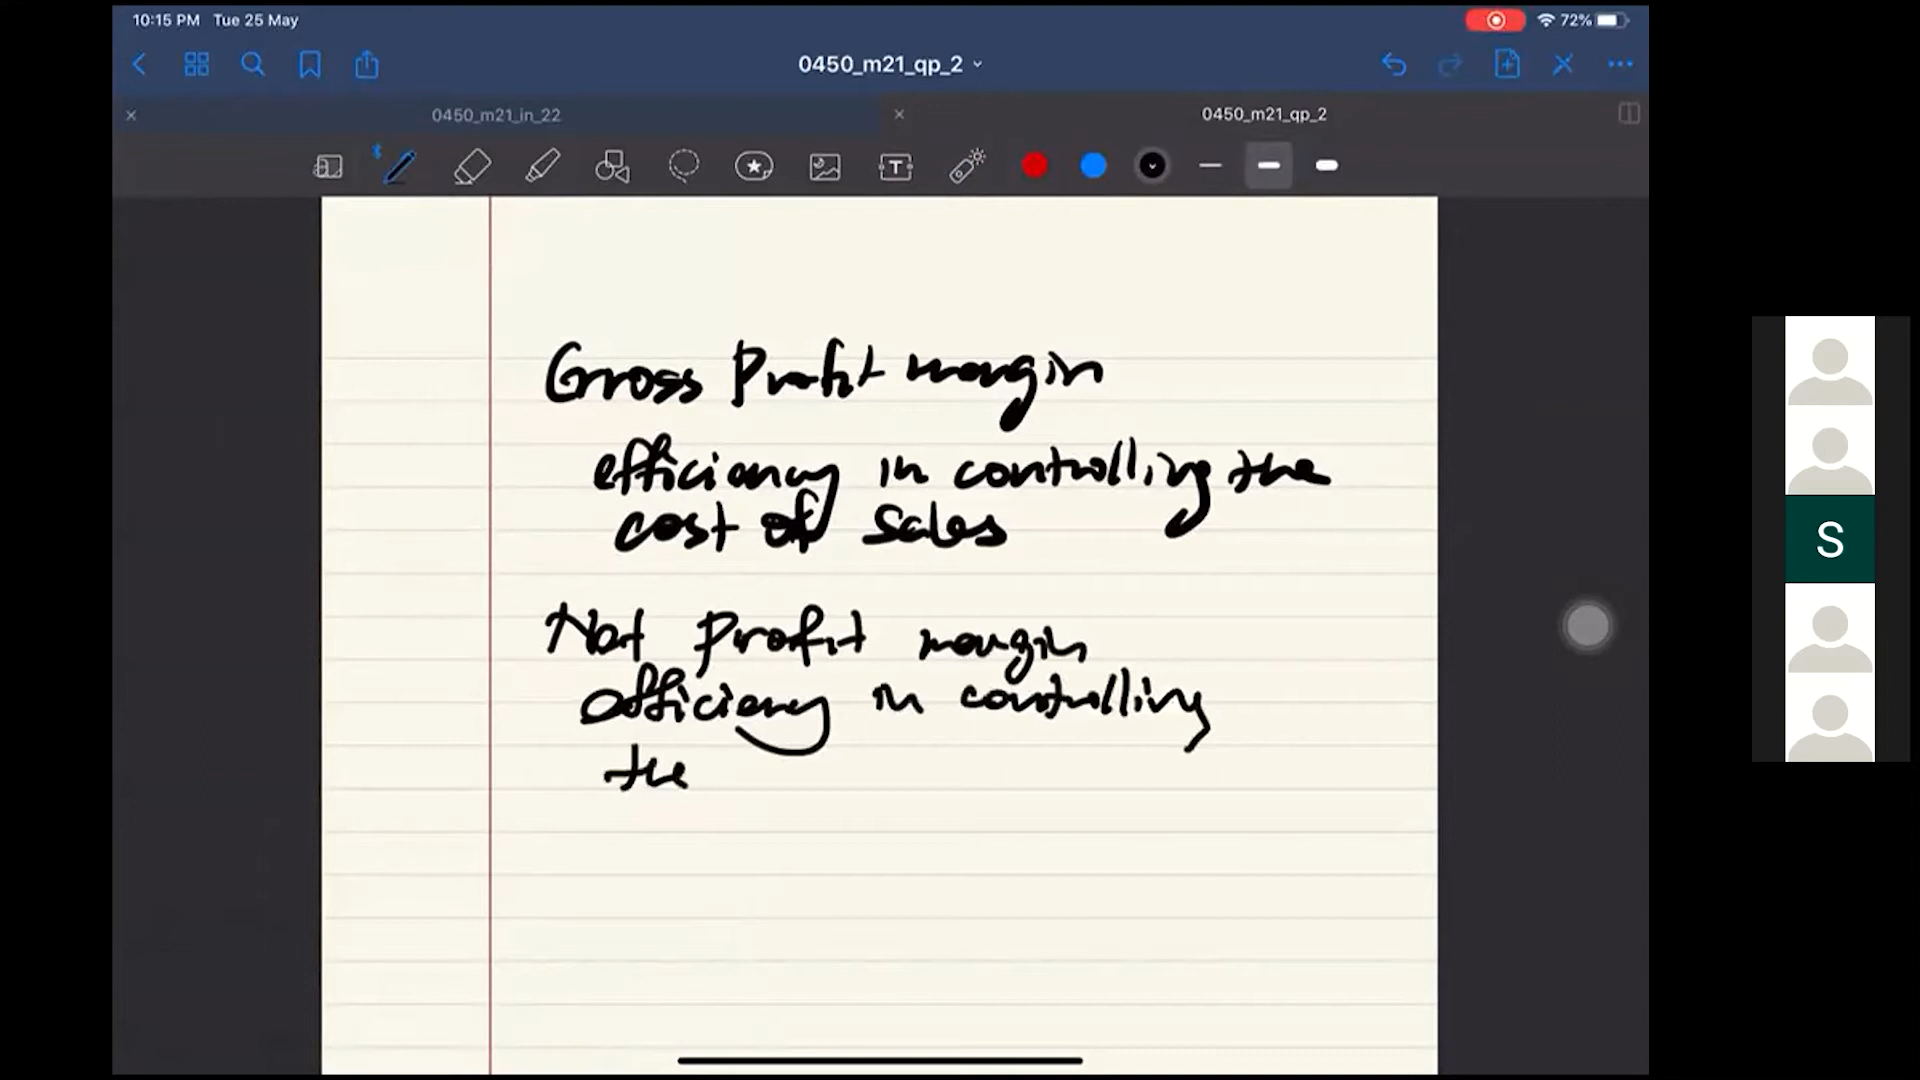 10:15 PM Tue 25 May
72%
0450_m21_qp_2
0450_m21_in_22
0450_m21_qp_2
T
Gross Profit margin
efficiency in controlling the
cost of sales
Net profit margin
efficiency in controlling
the
S